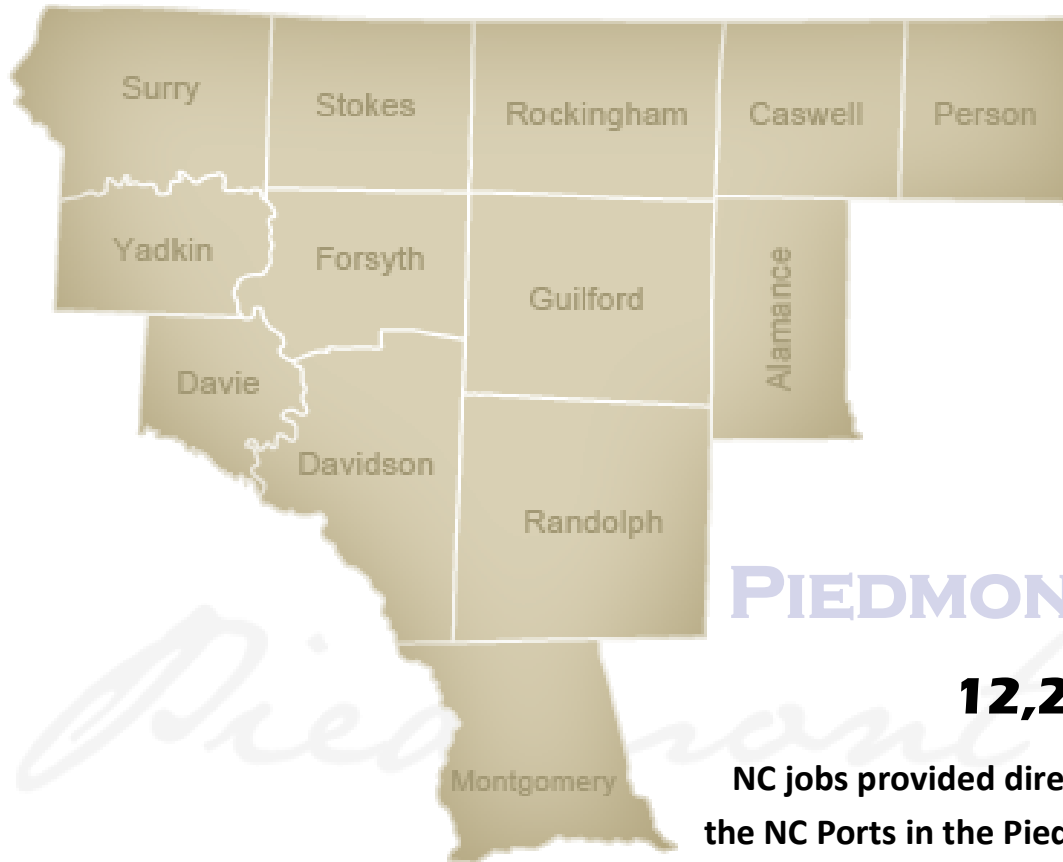 Surry
Stokes
Rockingham
Caswell
Person
Yadkin
Forsyth
Guilford
Alamance
Davie
Davidson
Randolph
PIEDMON
Piedmont
12,2
Montgomery
NC jobs provided dire
the NC Ports in the Pied